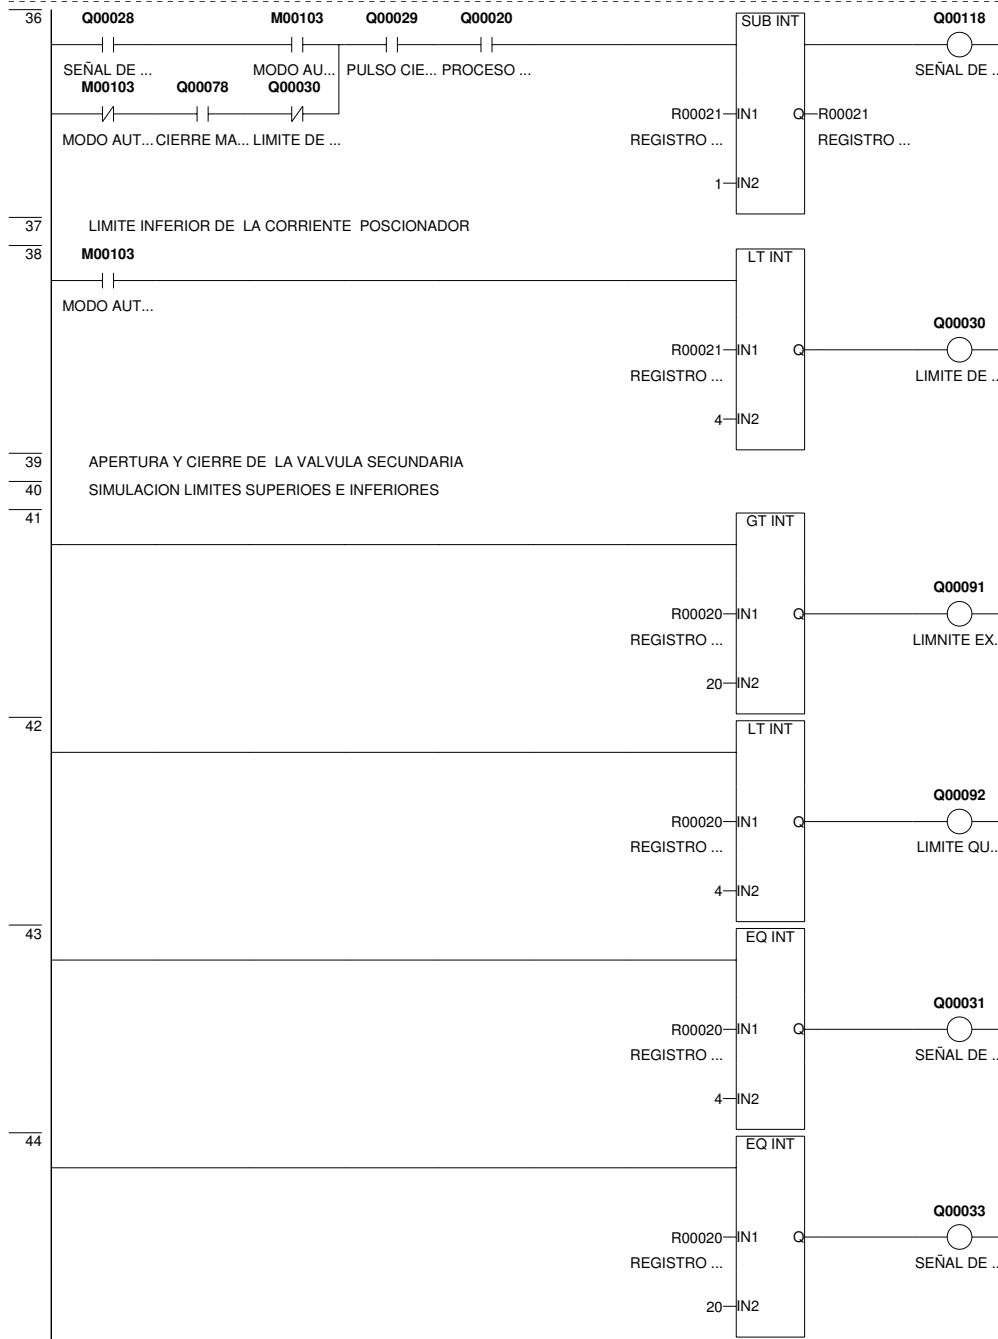 36 Q00028 M00103 Q00029 Q00020 SUB INT Q00118
SEÑAL DE ... MODO AU... PULSO CIE... PROCESO ... SEÑAL DE ..
M00103 Q00078 Q00030
R00021 IN1 Q R00021
MODO AUT... CIERRE MA... LIMITE DE ... REGISTRO ... REGISTRO ...
1 IN2
37 LIMITE INFERIOR DE LA CORRIENTE POSCIONADOR
38 M00103 LT INT
MODO AUT...
Q00030
R00021 IN1 Q
REGISTRO ... LIMITE DE ..
4 IN2
39 APERTURA Y CIERRE DE LA VALVULA SECUNDARIA
40 SIMULACION LIMITES SUPERIOES E INFERIORES
41 GT INT
Q00091
R00020 IN1 Q
REGISTRO ... LIMNITE EX.
20 IN2
42 LT INT
Q00092
R00020 IN1 Q
REGISTRO ... LIMITE QU..
4 IN2
43 EQ INT
Q00031
R00020 IN1 Q
REGISTRO ... SEÑAL DE ..
4 IN2
44 EQ INT
Q00033
R00020 IN1 Q
REGISTRO ... SEÑAL DE ..
20 IN2